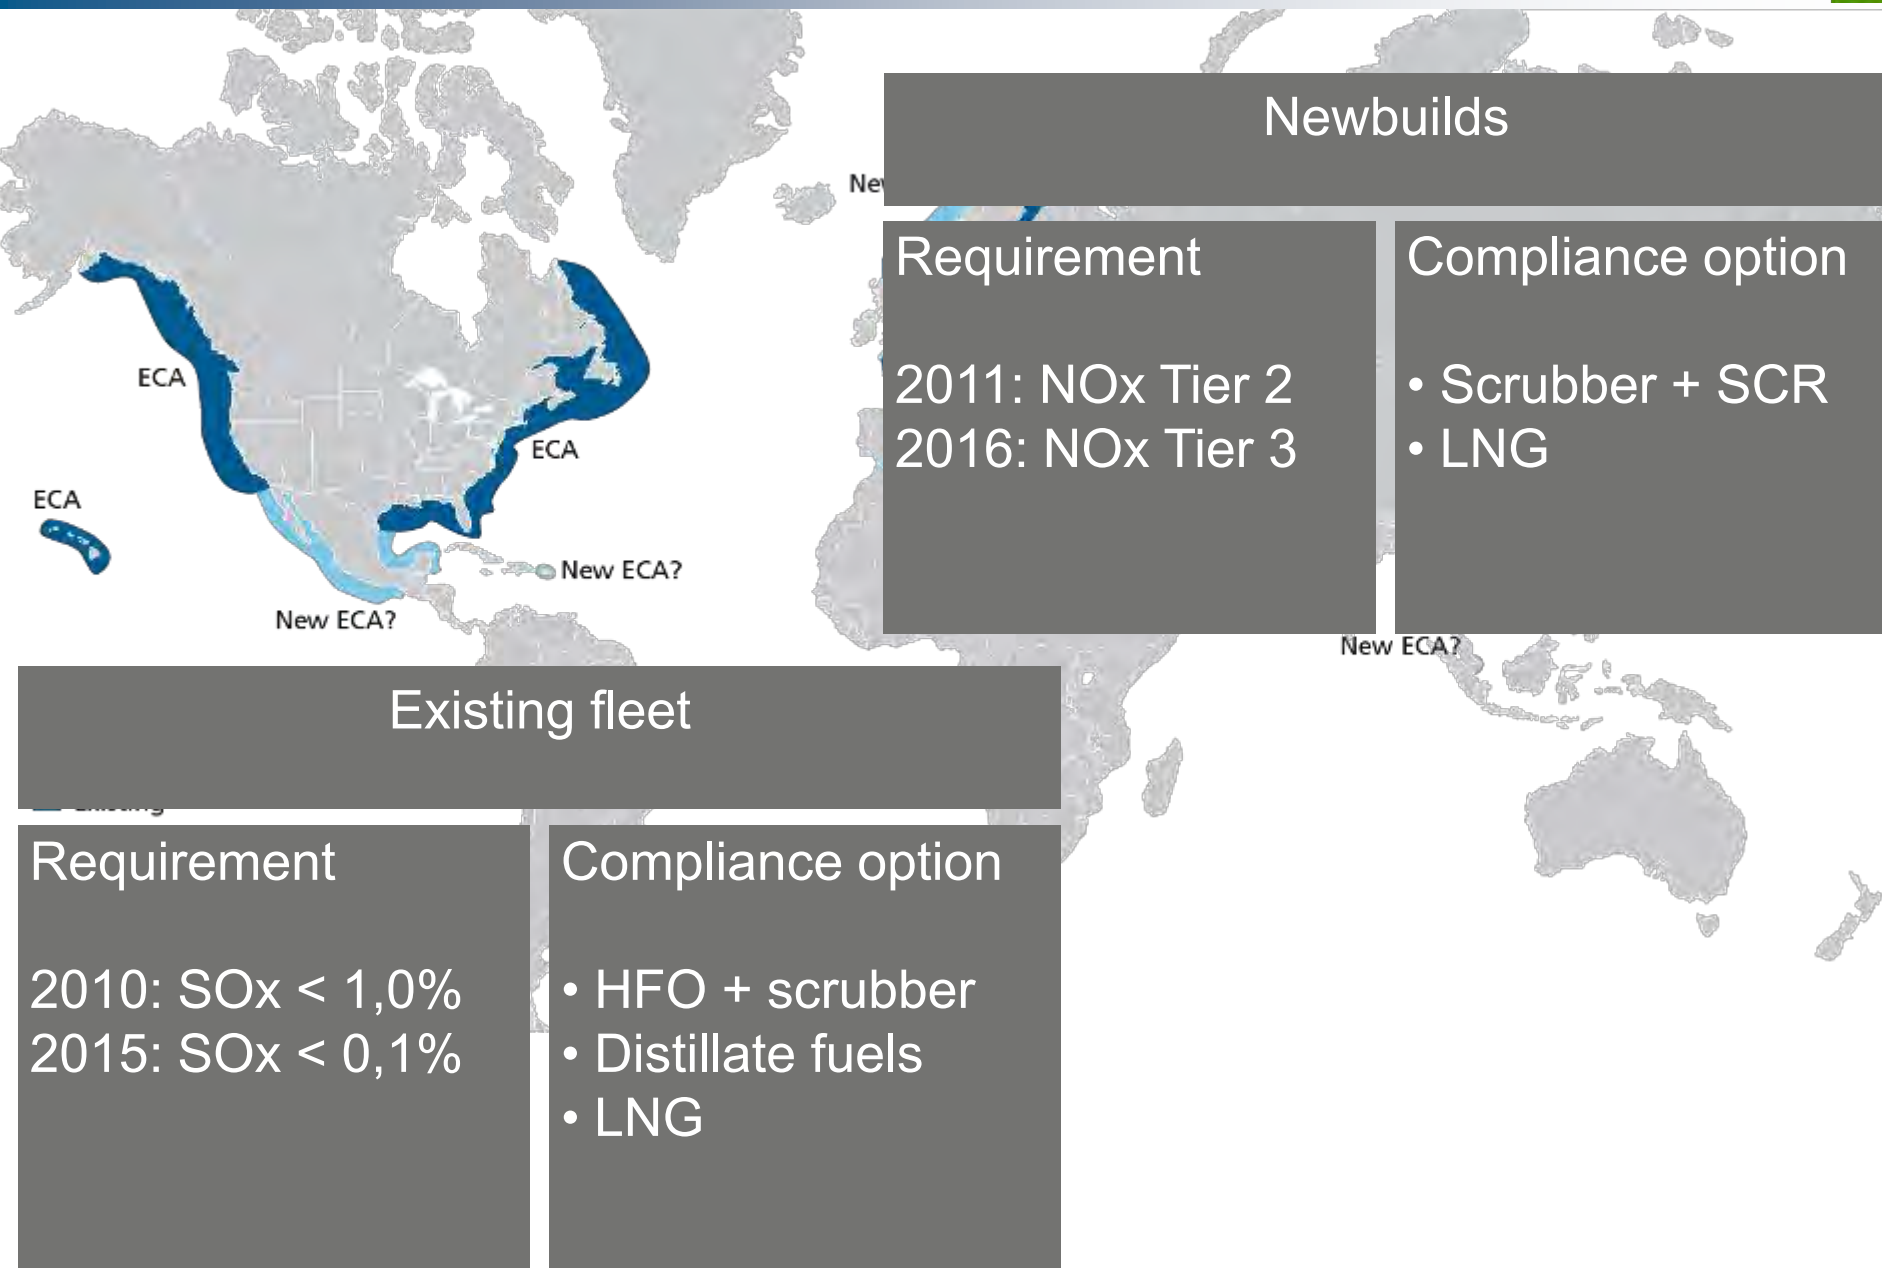 Newbuilds
Requirement
2011: NOx Tier 2
2016: NOx Tier 3
Compliance option
• Scrubber + SCR
• LNG
ECA
ECA
ECA
New ECA?
New ECA?
New ECA?
Existing fleet
Requirement
2010: SOx < 1,0%
2015: SOx < 0,1%
Compliance option
• HFO + scrubber
• Distillate fuels
• LNG